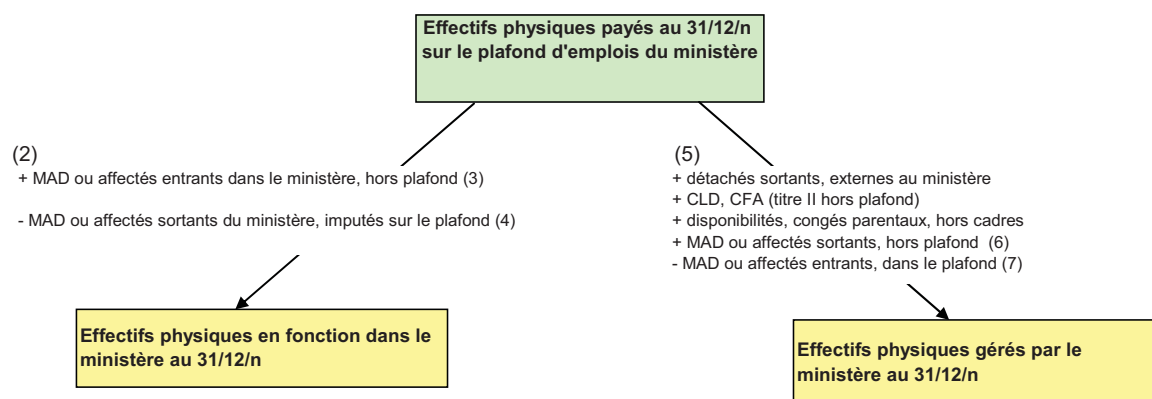 Effectifs physiques payés au 31/12/n
sur le plafond d'emplois du ministère
(2)
+ MAD ou affectés entrants dans le ministère, hors plafond (3)
- MAD ou affectés sortants du ministère, imputés sur le plafond (4)
(5)
+ détachés sortants, externes au ministère
+ CLD, CFA (titre II hors plafond)
+ disponibilités, congés parentaux, hors cadres
+ MAD ou affectés sortants, hors plafond (6)
- MAD ou affectés entrants, dans le plafond (7)
Effectifs physiques en fonction dans le
ministère au 31/12/n
Effectifs physiques gérés par le
ministère au 31/12/n